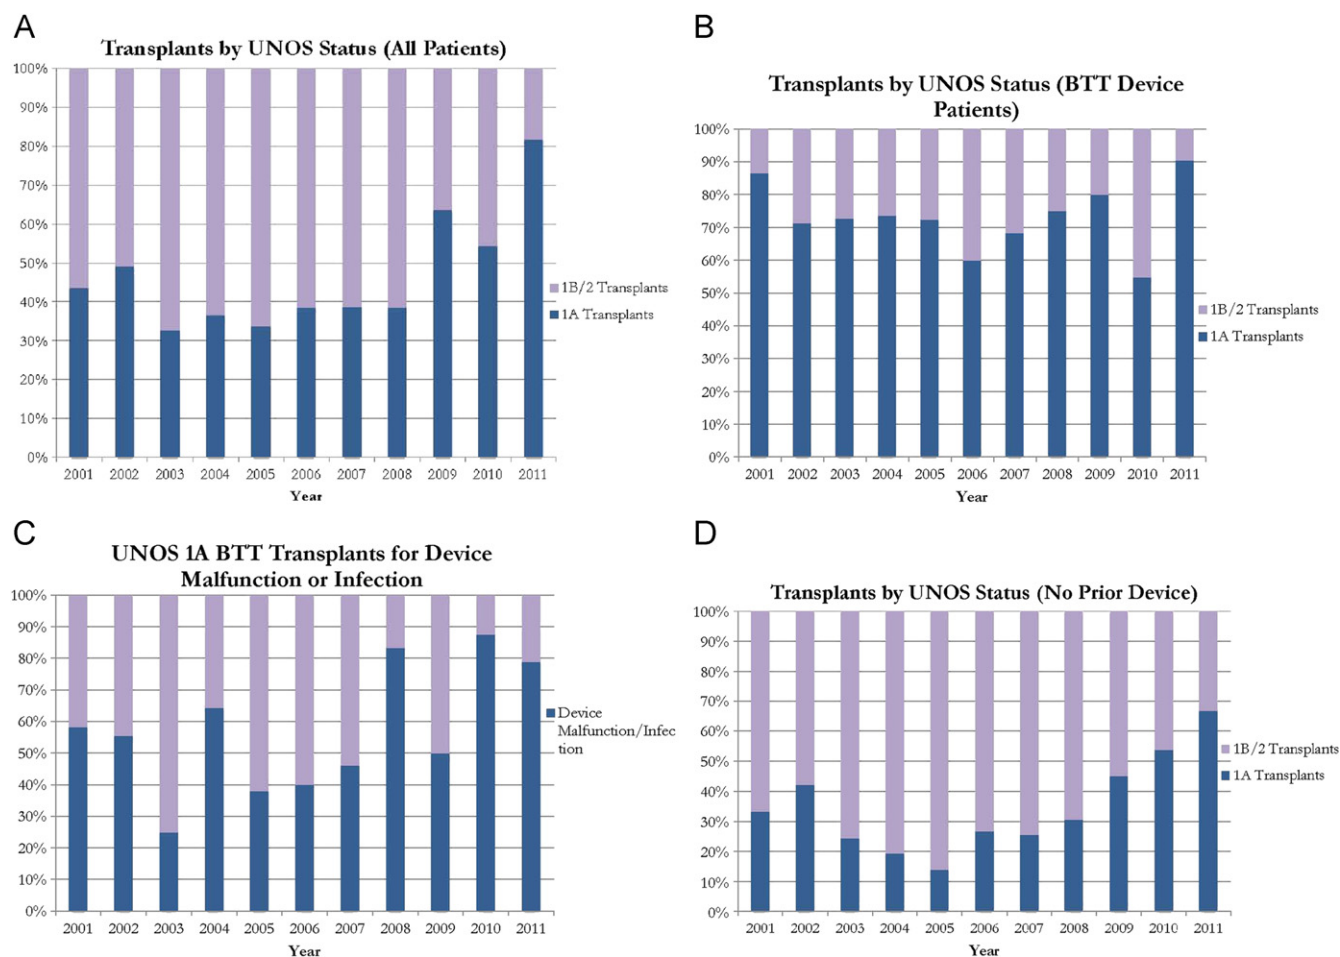 A
Transplants by UNOS Status (All Patients)
100%
90%
80%
70%
60%
50%
40%
30%
20%
10%
0%
2001 2002 2003 2004 2005 2006 2007 2008 2009 2010 2011
Year
1B/2 Transplants
1A Transplants
B
Transplants by UNOS Status (BTT Device
Patients)
100%
90%
80%
70%
60%
50%
40%
30%
20%
10%
0%
2001 2002 2003 2004 2005 2006 2007 2008 2009 2010 2011
Year
1B/2 Transplants
1A Transplants
C
UNOS 1A BTT Transplants for Device
Malfunction or Infection
100%
90%
80%
70%
60%
50%
40%
30%
20%
10%
0%
2001 2002 2003 2004 2005 2006 2007 2008 2009 2010 2011
Year
Device
Malfunction/Infec
tion
D
Transplants by UNOS Status (No Prior Device)
100%
90%
80%
70%
60%
50%
40%
30%
20%
10%
0%
2001 2002 2003 2004 2005 2006 2007 2008 2009 2010 2011
Year
1B/2 Transplants
1A Transplants